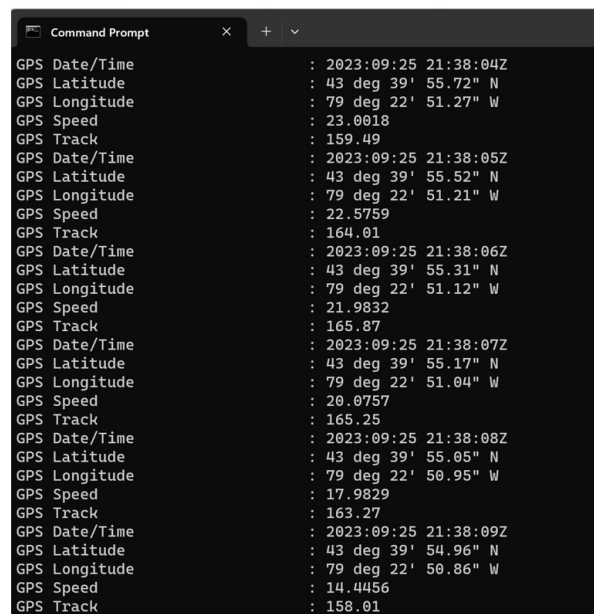 Command Prompt
GPS Date/Time : 2023:09:25 21:38:04Z
GPS Latitude : 43 deg 39' 55.72" N
GPS Longitude : 79 deg 22' 51.27" W
GPS Speed : 23.0018
GPS Track : 159.49
GPS Date/Time : 2023:09:25 21:38:05Z
GPS Latitude : 43 deg 39' 55.52" N
GPS Longitude : 79 deg 22' 51.21" W
GPS Speed : 22.5759
GPS Track : 164.01
GPS Date/Time : 2023:09:25 21:38:06Z
GPS Latitude : 43 deg 39' 55.31" N
GPS Longitude : 79 deg 22' 51.12" W
GPS Speed : 21.9832
GPS Track : 165.87
GPS Date/Time : 2023:09:25 21:38:07Z
GPS Latitude : 43 deg 39' 55.17" N
GPS Longitude : 79 deg 22' 51.04" W
GPS Speed : 20.0757
GPS Track : 165.25
GPS Date/Time : 2023:09:25 21:38:08Z
GPS Latitude : 43 deg 39' 55.05" N
GPS Longitude : 79 deg 22' 50.95" W
GPS Speed : 17.9829
GPS Track : 163.27
GPS Date/Time : 2023:09:25 21:38:09Z
GPS Latitude : 43 deg 39' 54.96" N
GPS Longitude : 79 deg 22' 50.86" W
GPS Speed : 14.4456
GPS Track : 158.01